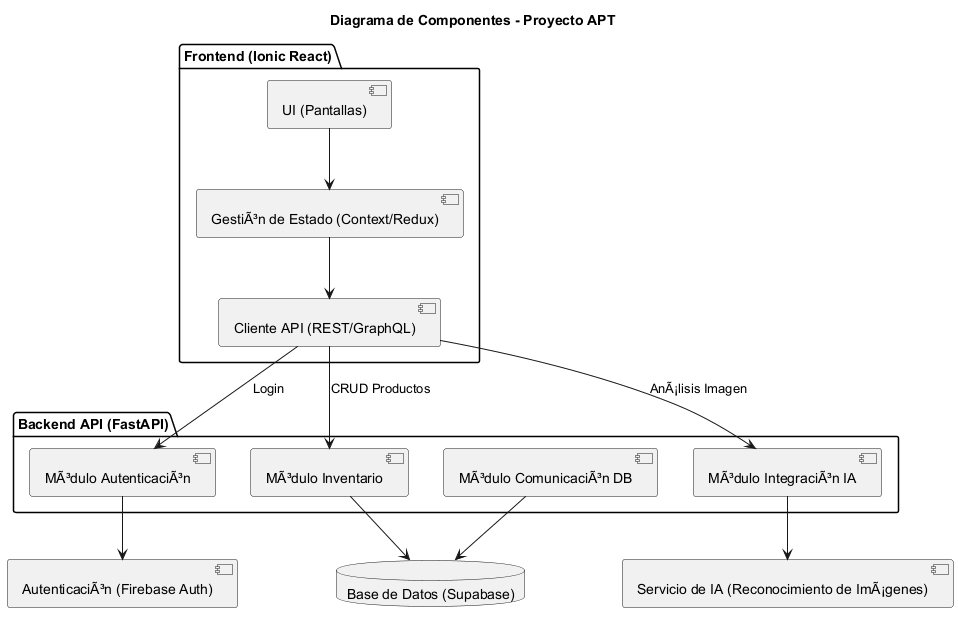 Diagrama de Componentes - Proyecto APT
Frontend (Ionic React)
UI (Pantallas)
GestiÃ³n de Estado (Context/Redux)
Cliente API (REST/GraphQL)
Login
CRUD Productos
AnÃ¡lisis Imagen
Backend API (FastAPI)
MÃ³dulo AutenticaciÃ³n
MÃ³dulo Inventario
MÃ³dulo ComunicaciÃ³n DB
MÃ³dulo IntegraciÃ³n IA
AutenticaciÃ³n (Firebase Auth)
Base de Datos (Supabase)
Servicio de IA (Reconocimiento de ImÃ¡genes)